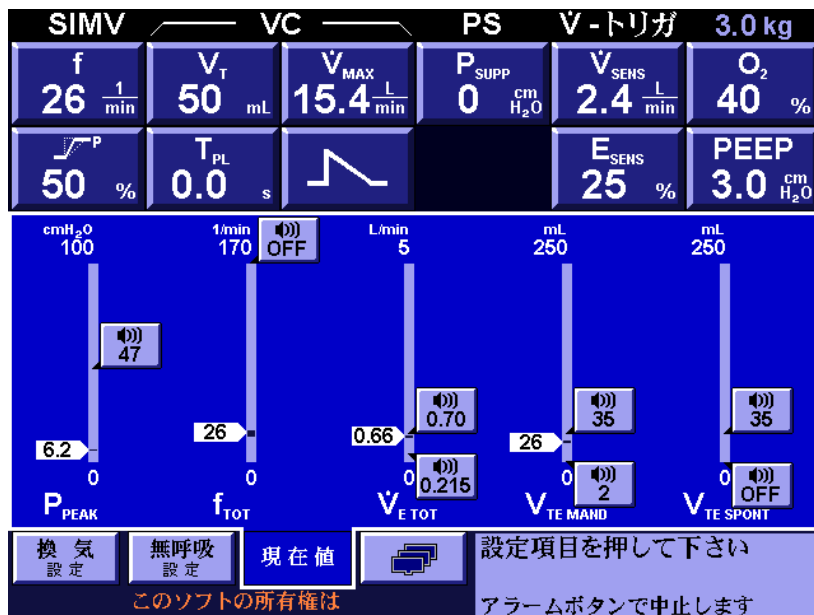 SIMV VC PS V̇ - トリガ 3.0 kg
f VT V̇MAX PSUPP V̇SENS O2
26 1/min 50 mL 15.4 L/min 0 cmH2O 2.4 L/min 40 %
P TPL ESENS PEEP
50 % 0.0 s 25 % 3.0 cmH2O
cmH2O 1/min L/min mL mL
100 170 5 250 250
OFF
47
0.70 35 35
6.2 26 0.66 26
0 0 0 0 0
0.215 2 OFF
PPEAK fTOT V̇E TOT VTE MAND VTE SPONT
換 気 無呼吸 現在値 設定項目を押して下さい
設定 設定
このソフトの所有権は アラームボタンで中止します